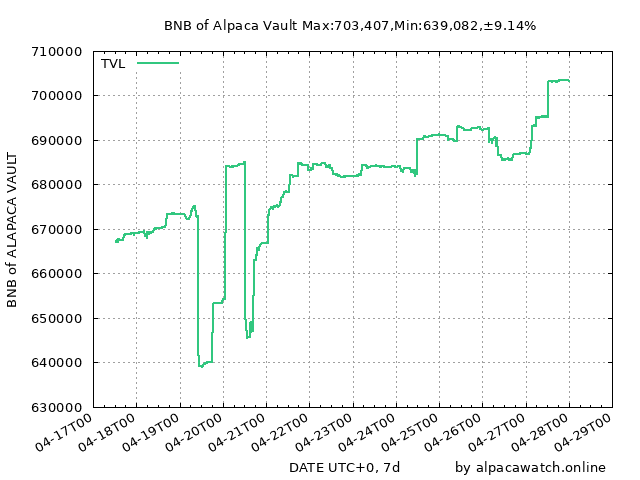 BNB of Alpaca Vault Max:703,407,Min:639,082,±9.14%
TVL
BNB of ALAPACA VAULT
710000
700000
690000
680000
670000
660000
650000
640000
630000
04-17T00
04-18T00
04-19T00
04-20T00
04-21T00
04-22T00
04-23T00
04-24T00
04-25T00
04-26T00
04-27T00
04-28T00
04-29T00
DATE UTC+0, 7d
by alpacawatch.online